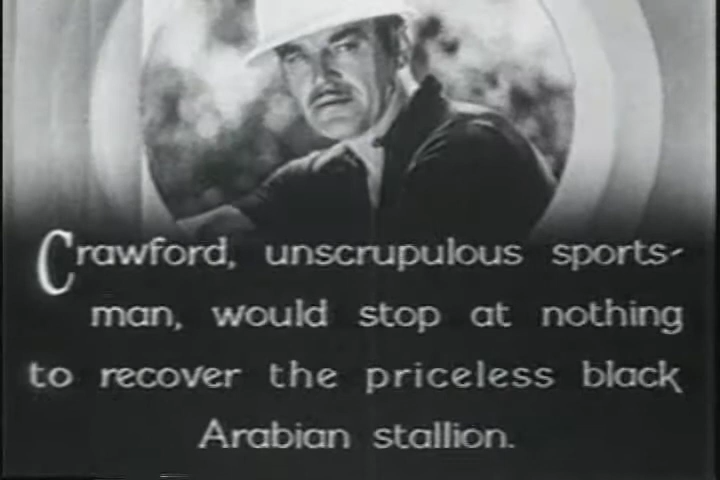 Crawford, unscrupulous sports-
man, would stop at nothing
to recover the priceless black
Arabian stallion.